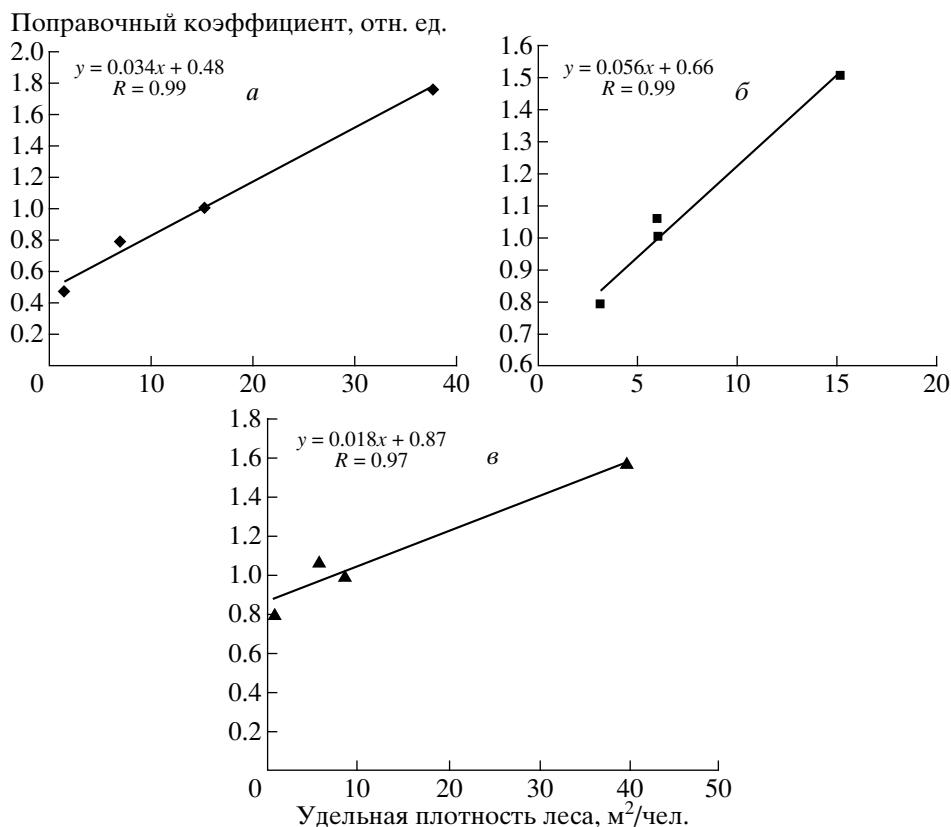 Поправочный коэффициент, отн. ед.
2.0
1.8
1.6
1.4
1.2
1.0
0.8
0.6
0.4
0.2
y = 0.034x + 0.48
R = 0.99
а
0 10 20 30 40
1.6
1.5
1.4
1.3
1.2
1.1
1.0
0.9
0.8
0.7
0.6
y = 0.056x + 0.66
R = 0.99
б
0 5 10 15 20
1.8
1.6
1.4
1.2
1.0
0.8
0.6
0.4
0.2
y = 0.018x + 0.87
R = 0.97
в
0 10 20 30 40 50
Удельная плотность леса, м²/чел.